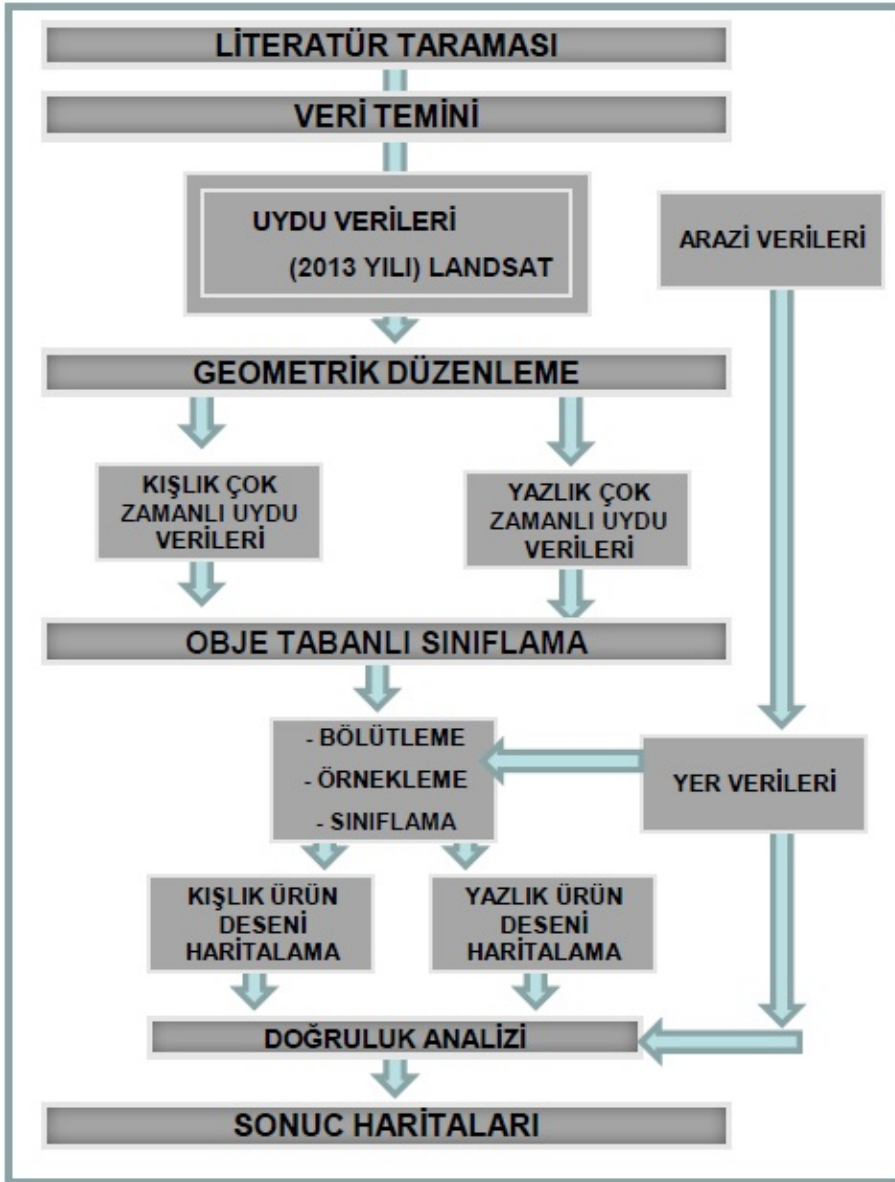 LİTERATÜR TARAMASI
VERİ TEMİNİ
UYDU VERİLERİ
(2013 YILI) LANDSAT
ARAZİ VERİLERİ
GEOMETRİK DÜZENLEME
KIŞLIK ÇOK
ZAMANLI UYDU
VERİLERİ
YAZLIK ÇOK
ZAMANLI UYDU
VERİLERİ
OBJE TABANLI SINIFLAMA
- BÖLÜTLEME
- ÖRNEKLEME
- SINIFLAMA
YER VERİLERİ
KIŞLIK ÜRÜN
DESENİ
HARİTALAMA
YAZLIK ÜRÜN
DESENİ
HARİTALAMA
DOĞRULUK ANALİZİ
SONUC HARİTALARI